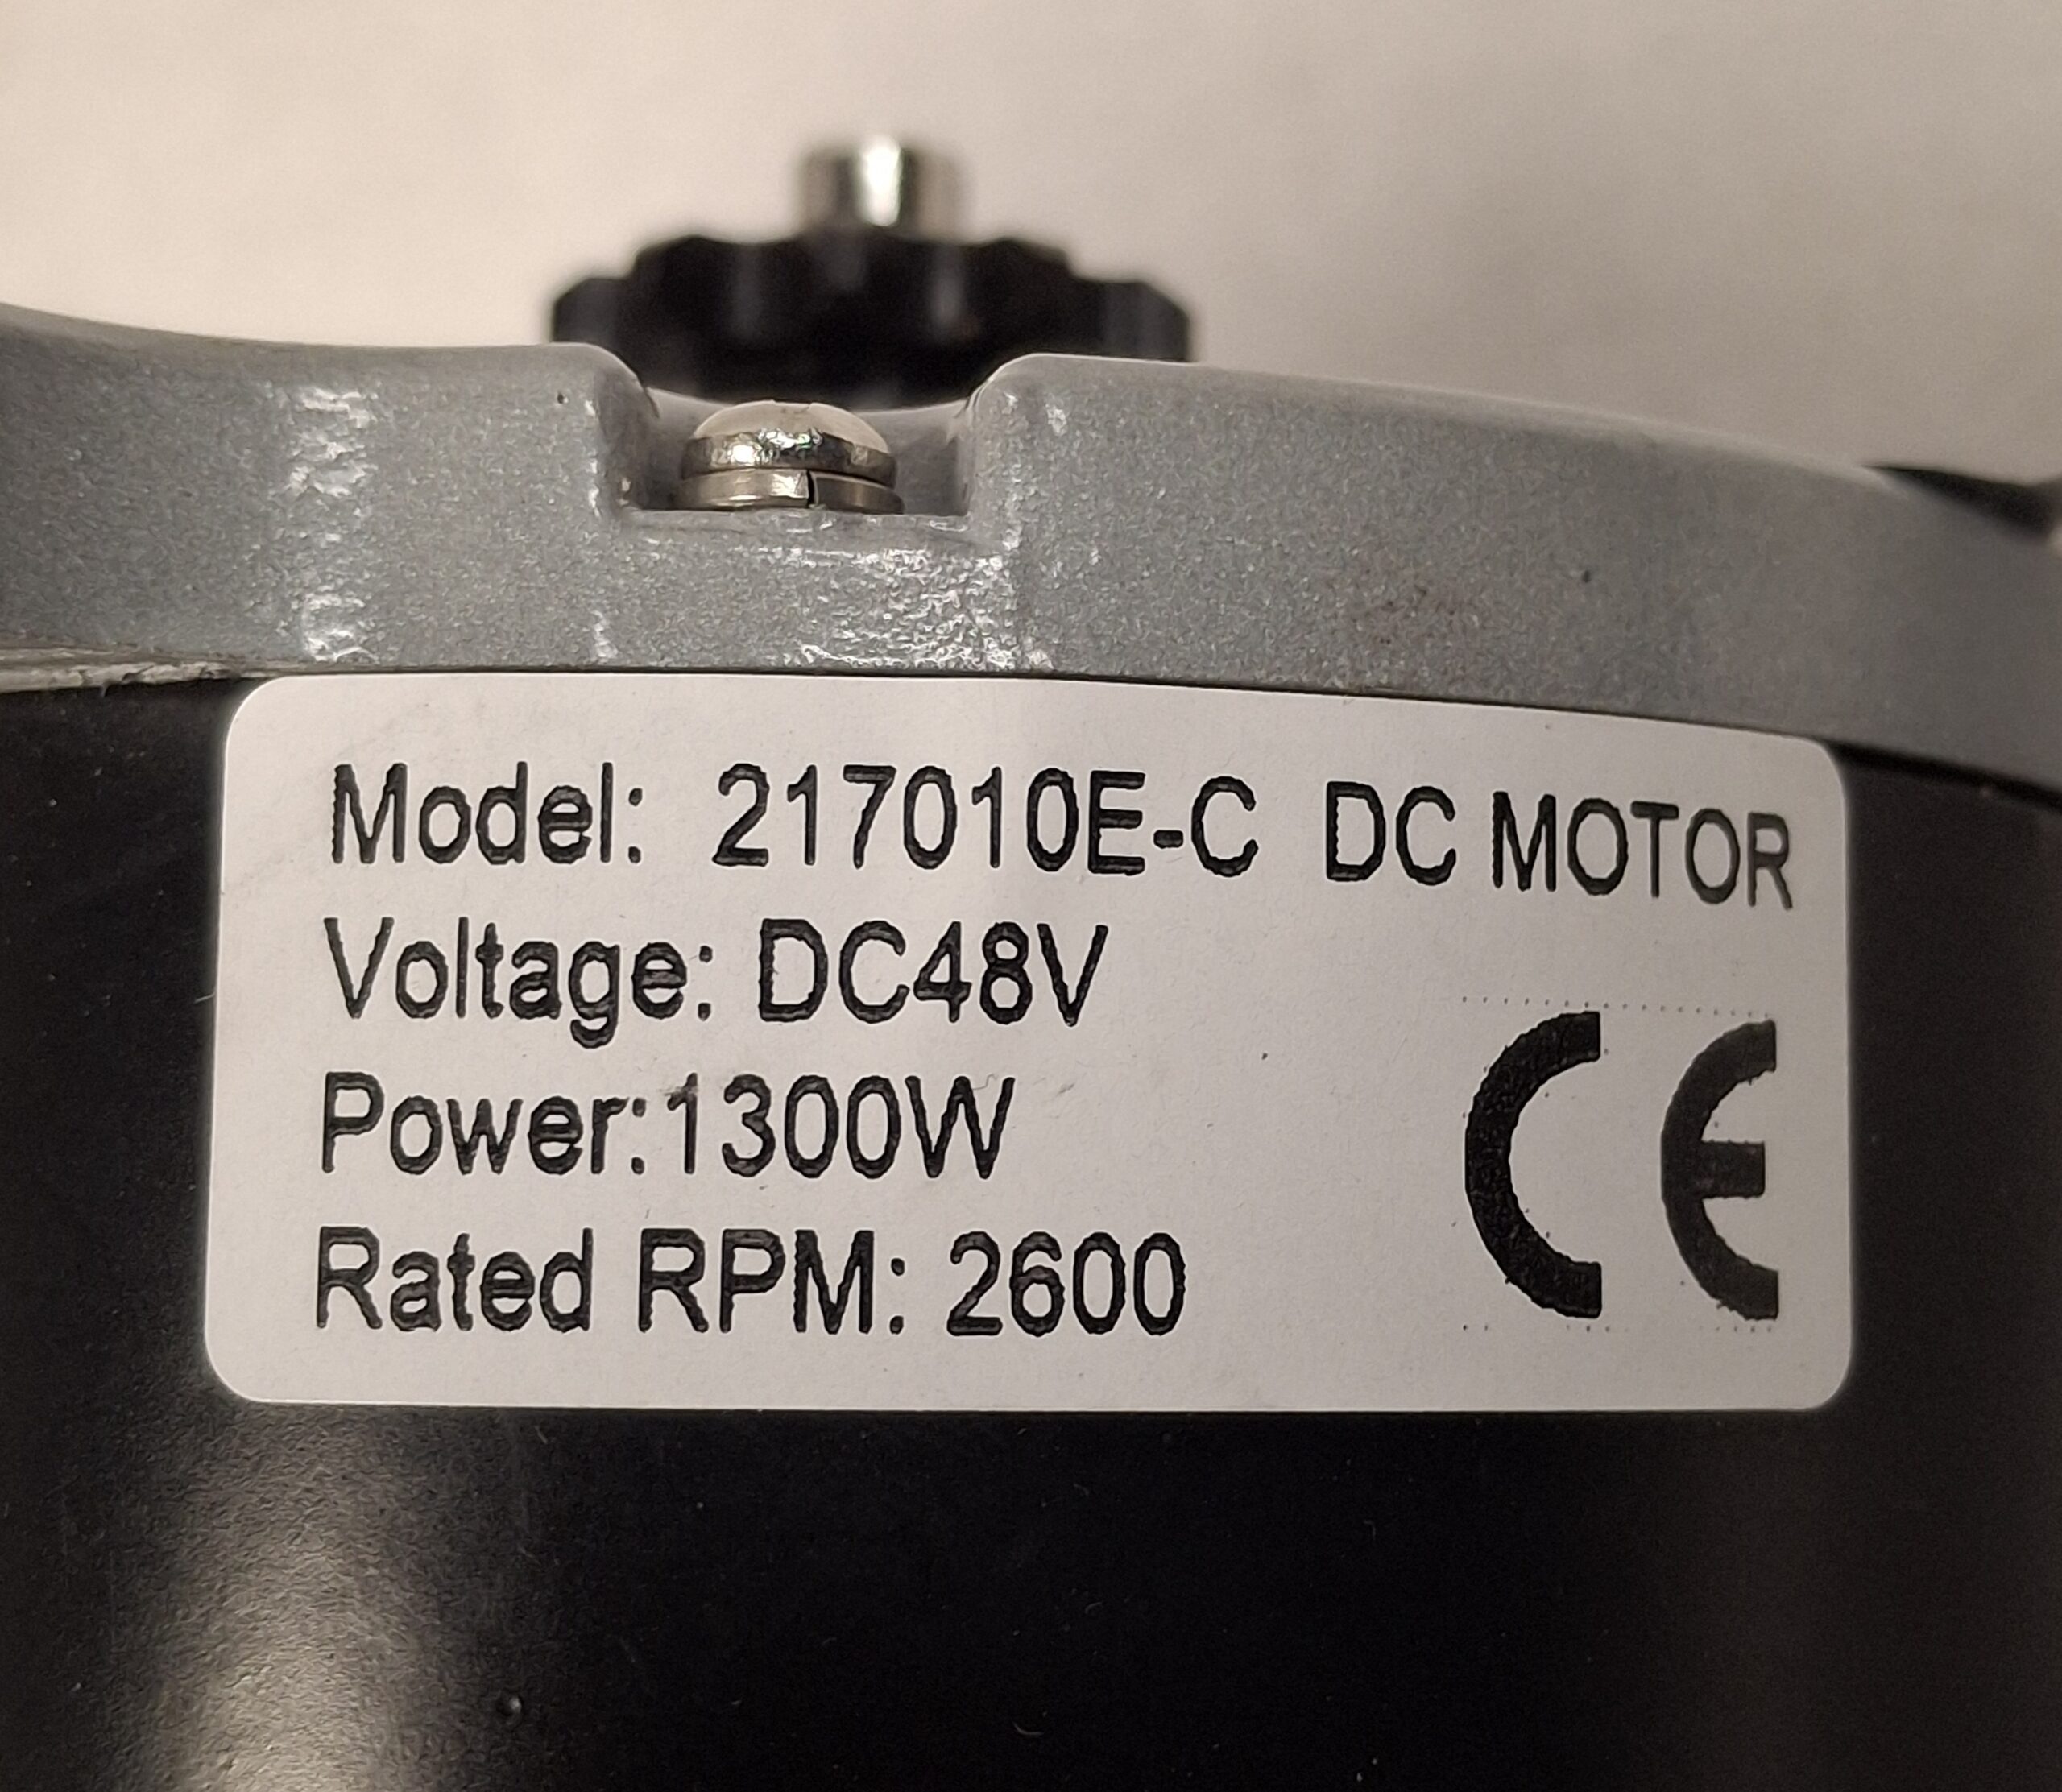 Model: 217010E-C DC MOTOR
Voltage: DC48V
Power:1300W
Rated RPM: 2600
CE